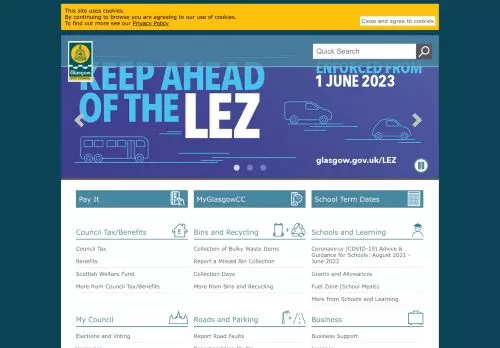 This site uses cookies.
By continuing to browse you are agreeing to our use of cookies.
To find out more see our Privacy Policy
Close and agree to cookies
Glasgow
CITY COUNCIL
Quick Search
KEEP AHEAD
OF THE LEZ
ENFORCED FROM
1 JUNE 2023
glasgow.gov.uk/LEZ
Pay It
MyGlasgowCC
School Term Dates
Council Tax/Benefits
Council Tax
Benefits
Scottish Welfare Fund
More from Council Tax/Benefits
Bins and Recycling
Collection of Bulky Waste Items
Report a Missed Bin Collection
Collection Days
More from Bins and Recycling
Schools and Learning
Coronavirus (COVID-19) Advice &
Guidance for Schools: August 2021 -
June 2022
Grants and Allowances
Fuel Zone (School Meals)
More from Schools and Learning
My Council
Elections and Voting
Roads and Parking
Report Road Faults
Business
Business Support